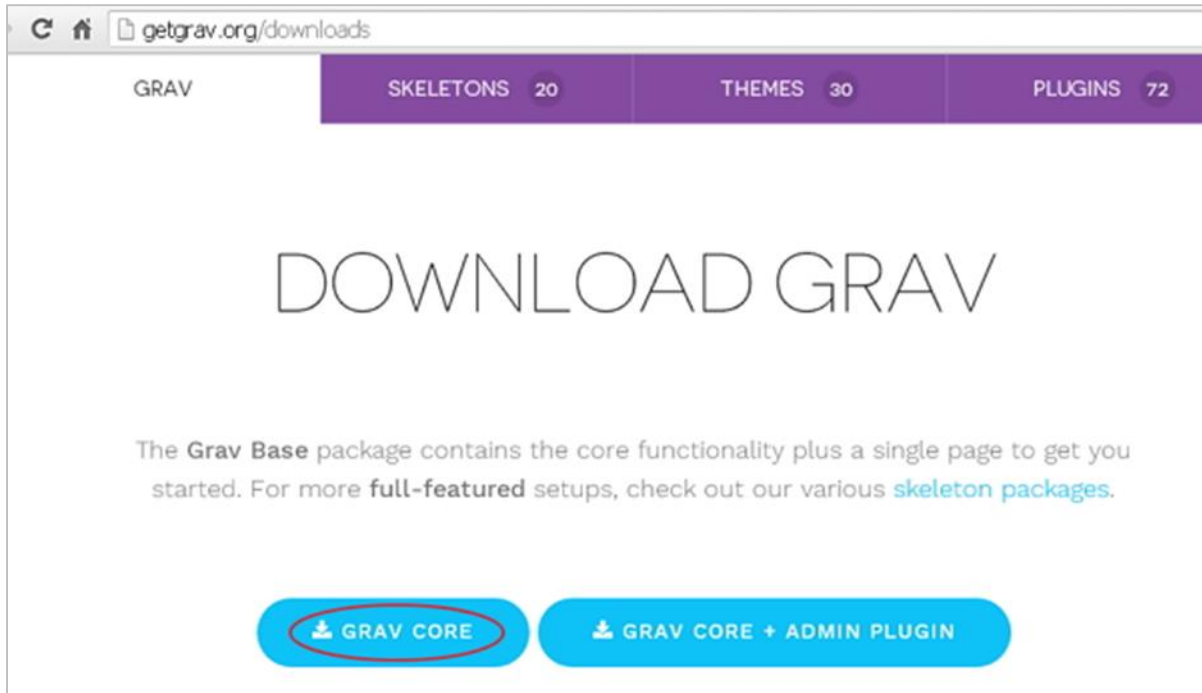 getgrav.org/downloads
GRAV SKELETONS 20 THEMES 30 PLUGINS 72
DOWNLOAD GRAV
The Grav Base package contains the core functionality plus a single page to get you
started. For more full-featured setups, check out our various skeleton packages.
GRAV CORE GRAV CORE + ADMIN PLUGIN